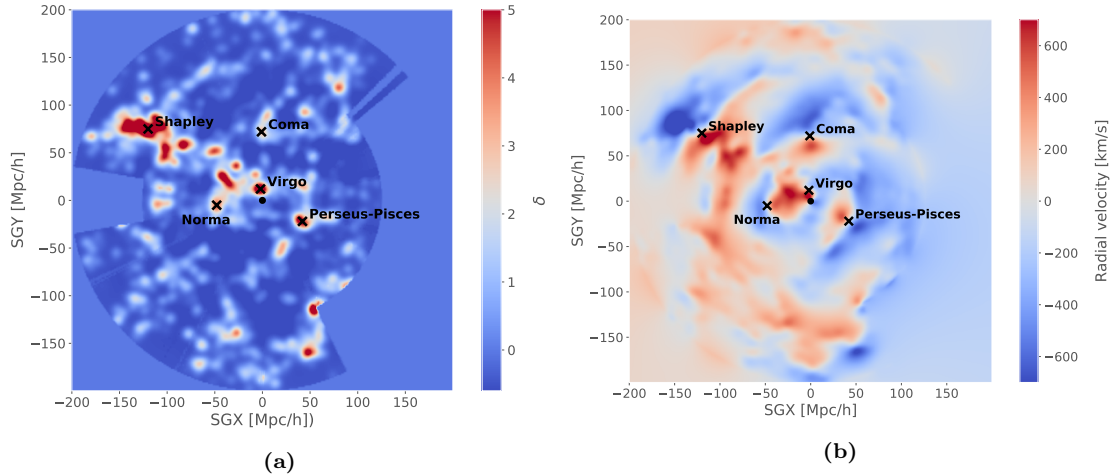 200
150
100
50
0
−50
−100
−150
−200
−150
−100
−50
0
50
100
150
SGY [Mpc/h]
SGX [Mpc/h])
Shapley
Coma
Virgo
Norma
Perseus-Pisces
5
4
3
2
1
0
δ
(a)
200
150
100
50
0
−50
−100
−150
−200
−200
−150
−100
−50
0
50
100
150
SGY [Mpc/h]
SGX [Mpc/h]
Shapley
Coma
Virgo
Norma
Perseus-Pisces
600
400
200
0
−200
−400
−600
Radial velocity [km/s]
(b)